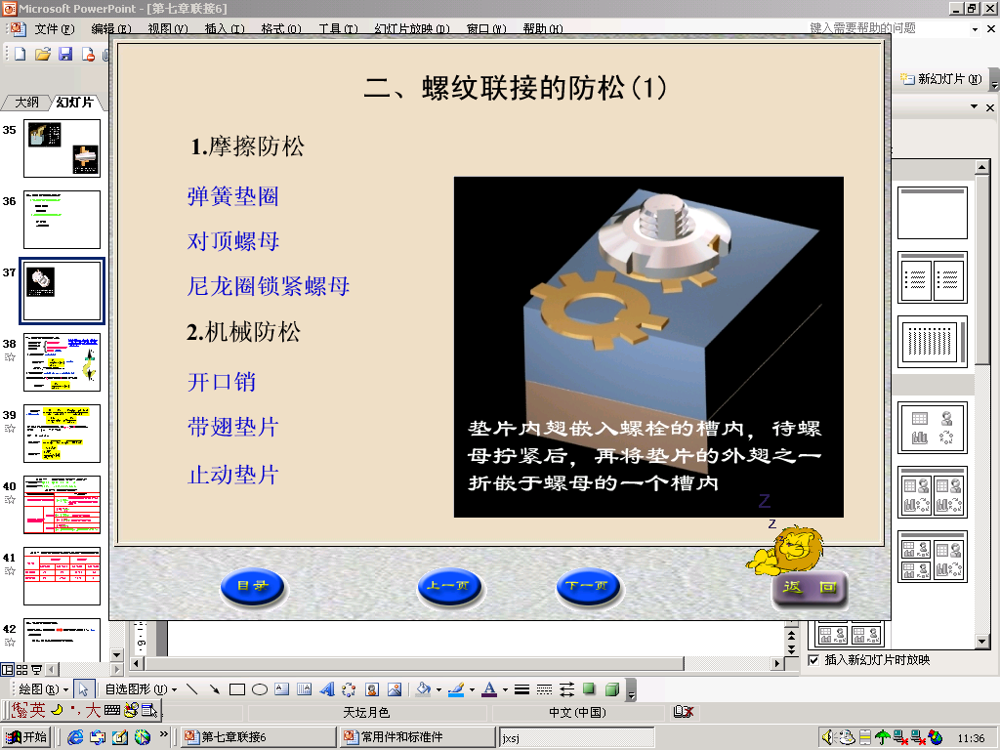 Microsoft PowerPoint - [第七章联接6]
文件(F) 编辑(E) 视图(V) 插入(I) 格式(O) 工具(T) 幻灯片放映(D) 窗口(W) 帮助(H) 键入需要帮助的问题
新幻灯片(N)
大纲 幻灯片
35
36
37
38
39
40
41
42
二、螺纹联接的防松(1)
1.摩擦防松
弹簧垫圈
对顶螺母
尼龙圈锁紧螺母
2.机械防松
开口销
带翅垫片
止动垫片
垫片内翅嵌入螺栓的槽内，待螺
母拧紧后，再将垫片的外翅之一
折嵌于螺母的一个槽内
Z
Z
目录 上一页 下一页 返 回
插入新幻灯片时放映
绘图(R) 自选图形(U)
英 大
天坛月色 中文(中国)
开始 第七章联接6 常用件和标准件 jxsj 11:36